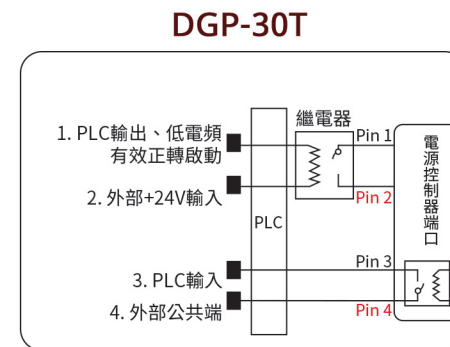 DGP-30T
繼電器
1. PLC輸出、低電頻
有效正轉啟動
2. 外部+24V輸入
PLC
3. PLC輸入
4. 外部公共端
Pin 1
Pin 2
Pin 3
Pin 4
電源控制器端口